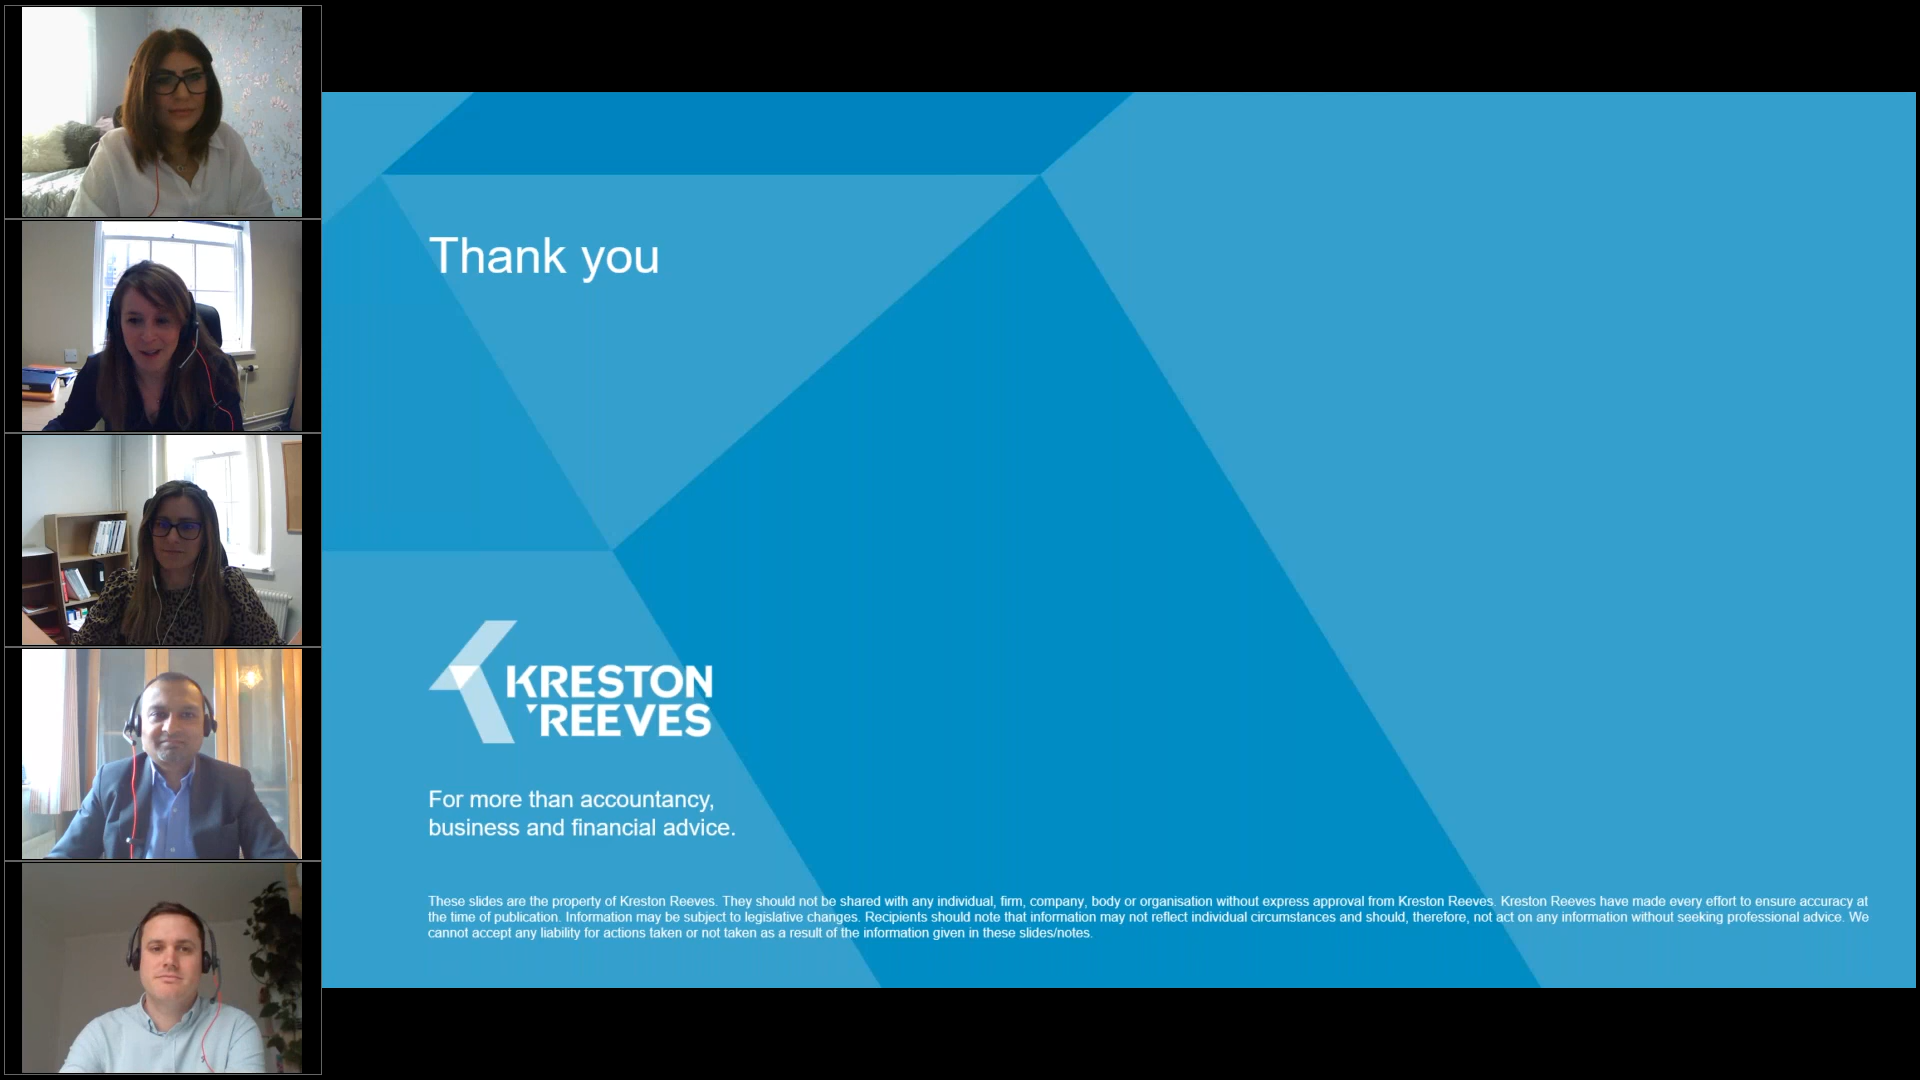 Thank you
KRESTON
REEVES
For more than accountancy,
business and financial advice.
These slides are the property of Kreston Reeves. They should not be shared with any individual, firm, company, body or organisation without express approval from Kreston Reeves. Kreston Reeves have made every effort to ensure accuracy at
the time of publication. Information may be subject to legislative changes. Recipients should note that information may not reflect individual circumstances and should, therefore, not act on any information without seeking professional advice. We
cannot accept any liability for actions taken or not taken as a result of the information given in these slides/notes.